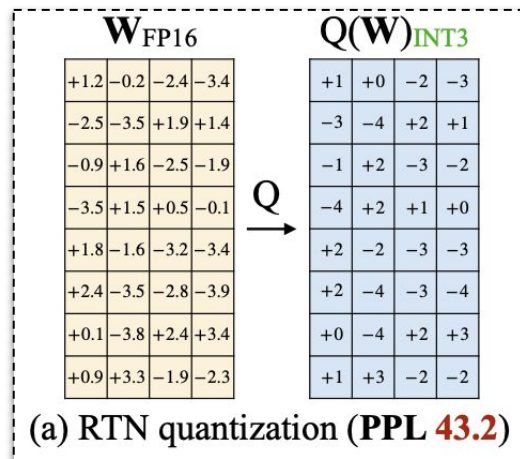 W_FP16 Q(W)_INT3
+1.2 −0.2 −2.4 −3.4 +1 +0 −2 −3
−2.5 −3.5 +1.9 +1.4 −3 −4 +2 +1
−0.9 +1.6 −2.5 −1.9 −1 +2 −3 −2
−3.5 +1.5 +0.5 −0.1 −4 +2 +1 +0
Q
+1.8 −1.6 −3.2 −3.4 +2 −2 −3 −3
+2.4 −3.5 −2.8 −3.9 +2 −4 −3 −4
+0.1 −3.8 +2.4 +3.4 +0 −4 +2 +3
+0.9 +3.3 −1.9 −2.3 +1 +3 −2 −2
(a) RTN quantization (PPL 43.2)